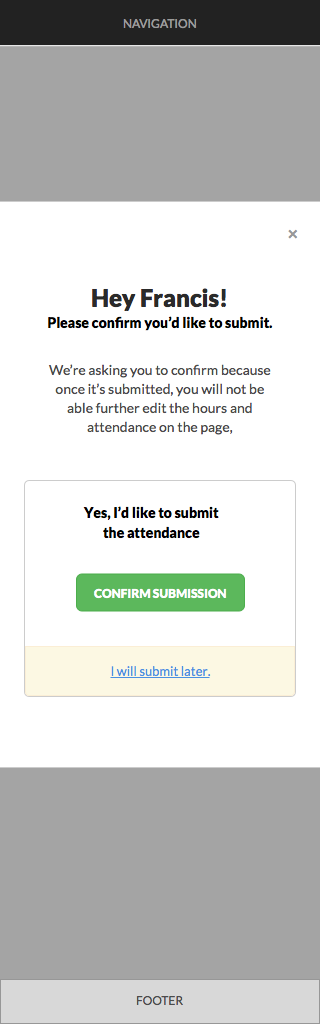 NAVIGATION
×
Hey Francis!
Please confirm you’d like to submit.
We’re asking you to confirm because
once it’s submitted, you will not be
able further edit the hours and
attendance on the page,
Yes, I’d like to submit
the attendance
CONFIRM SUBMISSION
I will submit later.
FOOTER